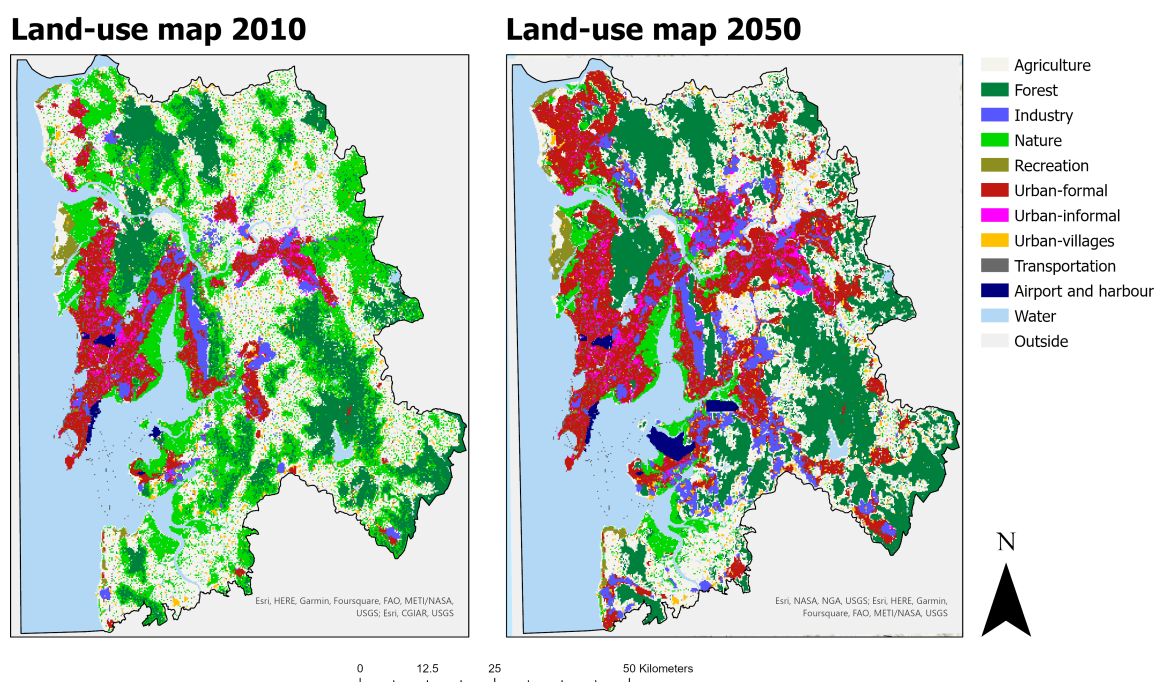 Land-use map 2010
Land-use map 2050
Agriculture
Forest
Industry
Nature
Recreation
Urban-formal
Urban-informal
Urban-villages
Transportation
Airport and harbour
Water
Outside
Esri, HERE, Garmin, Foursquare, FAO, METI/NASA,
USGS; Esri, CGIAR, USGS
Esri, NASA, NGA, USGS; Esri, HERE, Garmin,
Foursquare, FAO, METI/NASA, USGS
N
0 12.5 25 50 Kilometers